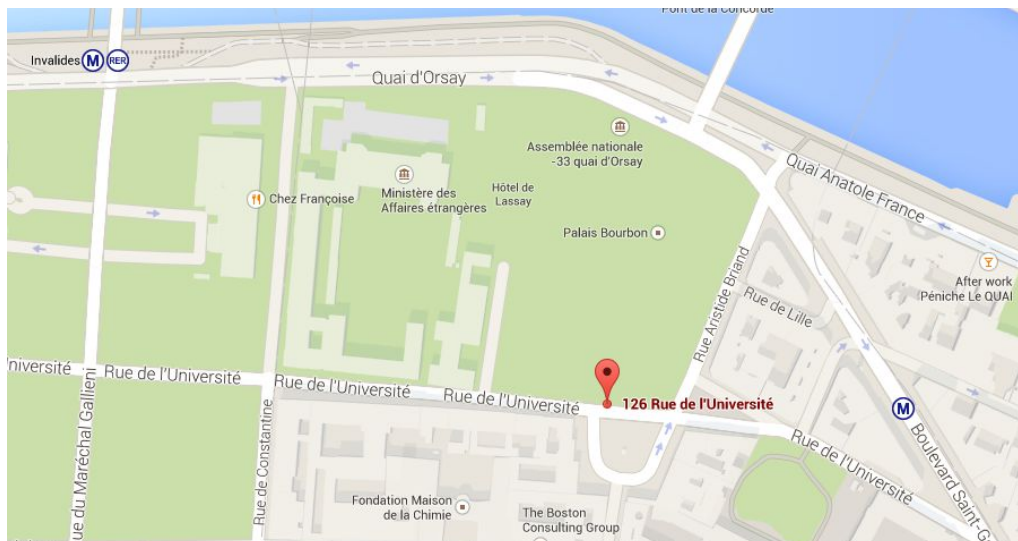 Pont de la Concorde
Invalides M RER
Quai d'Orsay
Assemblée nationale
-33 quai d'Orsay
Quai Anatole France
Chez Françoise
Ministère des
Affaires étrangères
Hôtel de
Lassay
Palais Bourbon
After work
Péniche Le QUAI
Rue Aristide Briand
Rue de Lille
niversité
Rue de l'Université
Rue de l'Université
Rue de l'Université
126 Rue de l'Université
M
Rue de l'Université
Boulevard Saint-G
ue du Maréchal Gallieni
Rue de Constantine
Fondation Maison
de la Chimie
The Boston
Consulting Group